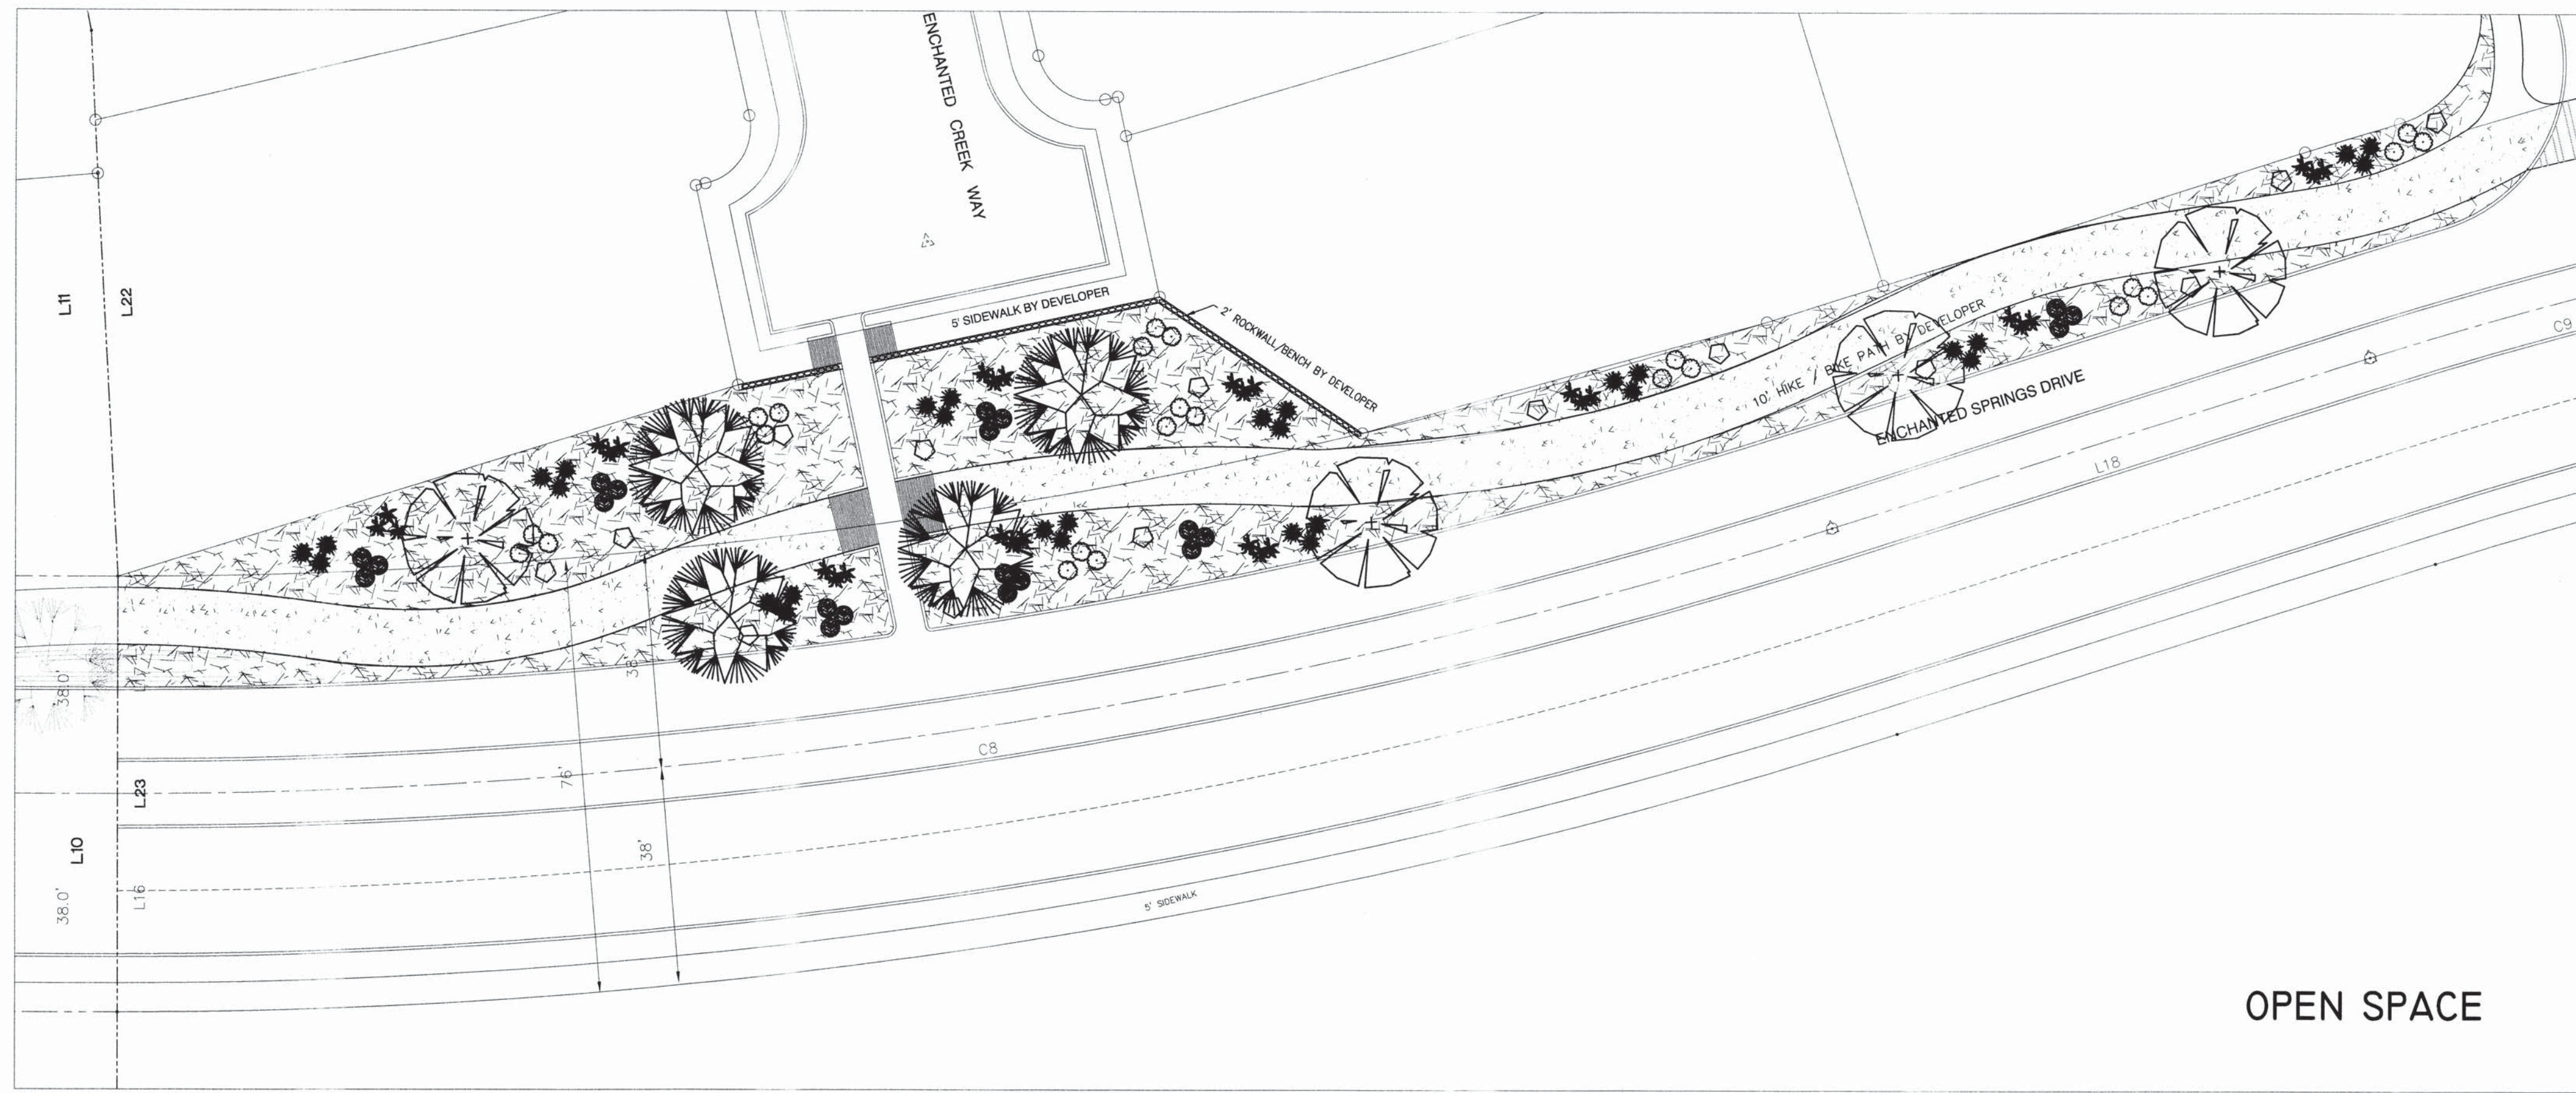 ENCHANTED CREEK WAY
L11
L22
5' SIDEWALK BY DEVELOPER
2' ROCKWALL/BENCH BY DEVELOPER
10' HIKE / BIKE PATH BY DEVELOPER
ENCHANTED SPRINGS DRIVE
C9
L18
38.0'
38'
76'
C8
L23
38'
L10
38.0'
L16
5' SIDEWALK
OPEN SPACE